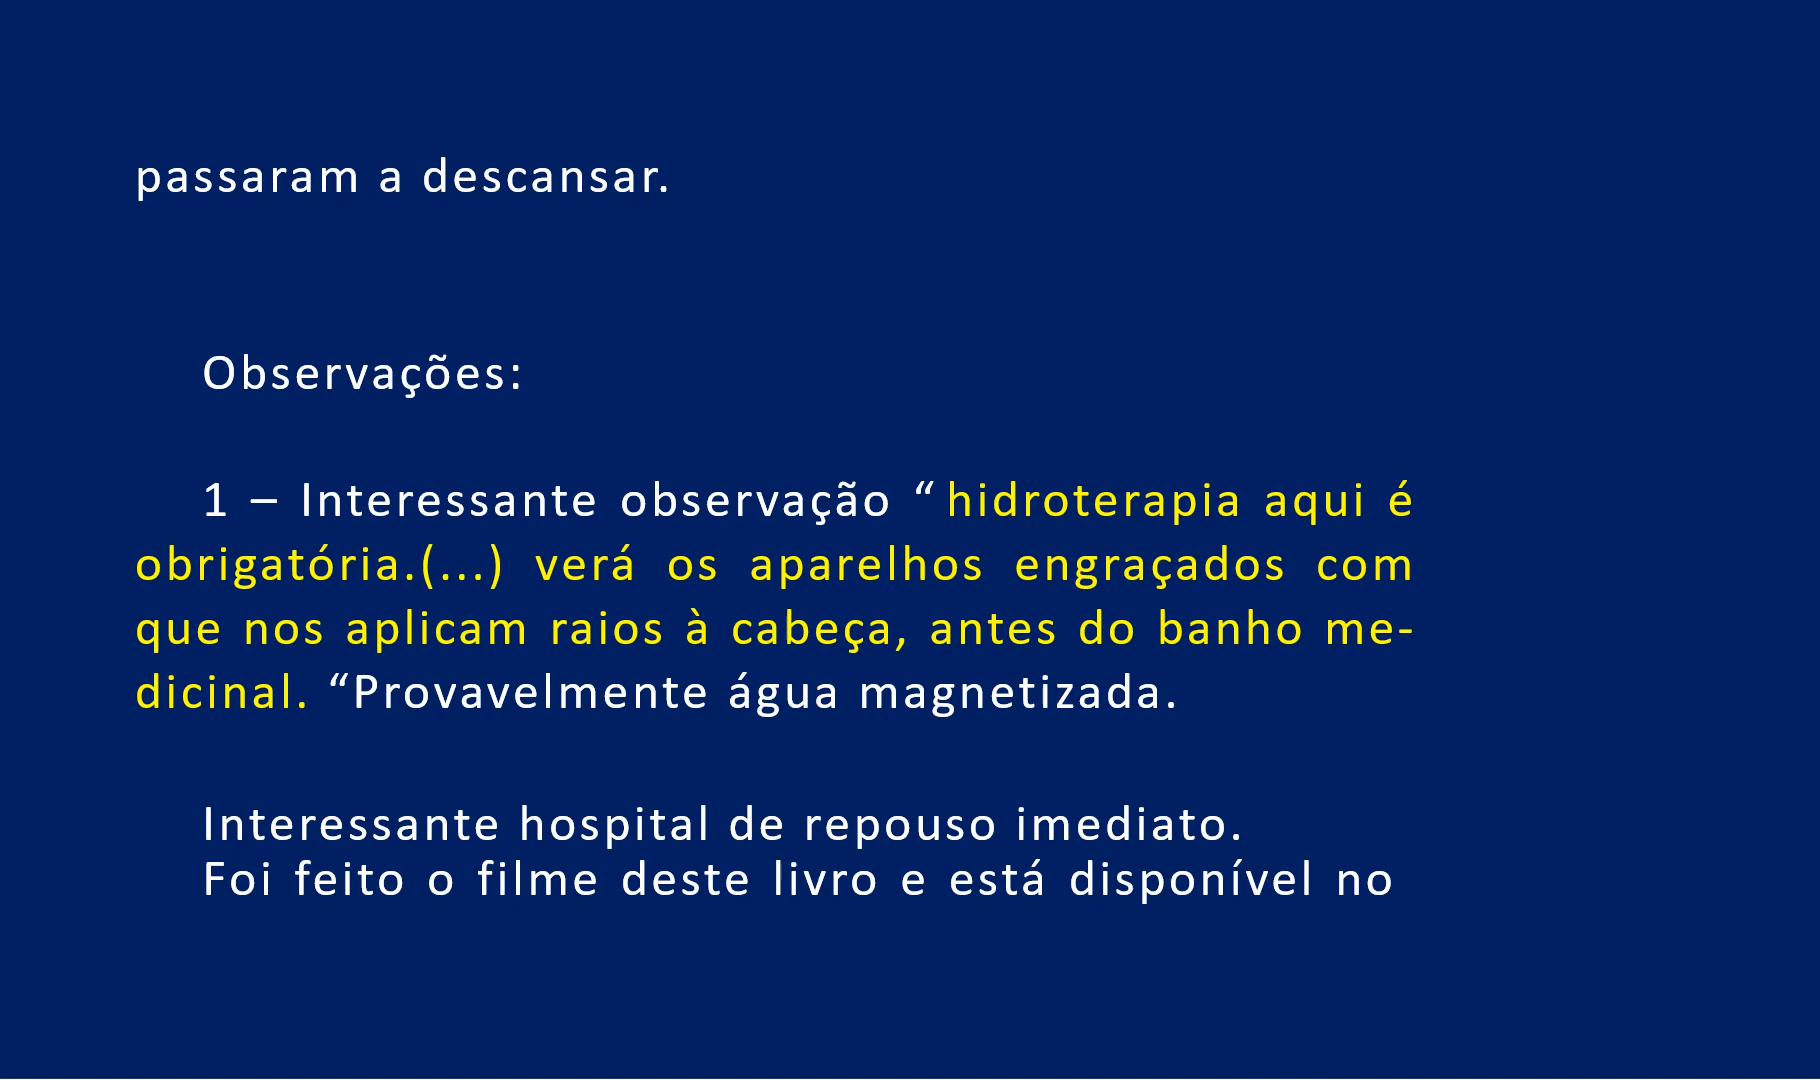 passaram a descansar.
Observações:
1 – Interessante observação “ hidroterapia aqui é
obrigatória.(...) verá os aparelhos engraçados com
que nos aplicam raios à cabeça, antes do banho me-
dicinal. “Provavelmente água magnetizada.
Interessante hospital de repouso imediato.
Foi feito o filme deste livro e está disponível no